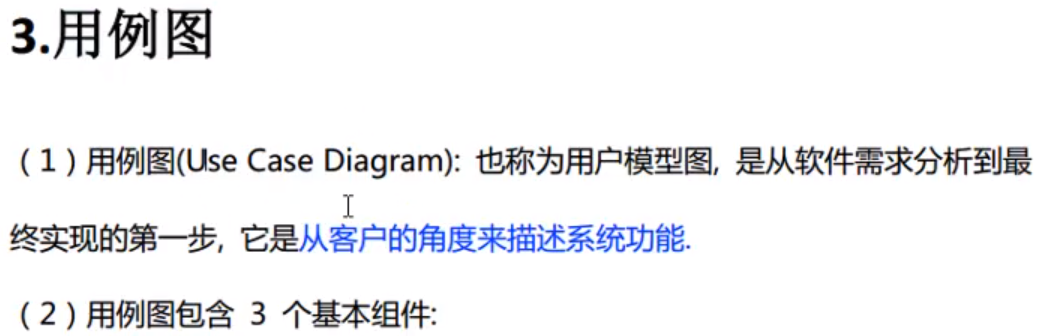 3.用例图
（1）用例图(Use Case Diagram): 也称为用户模型图, 是从软件需求分析到最
终实现的第一步, 它是从客户的角度来描述系统功能.
（2）用例图包含 3 个基本组件: